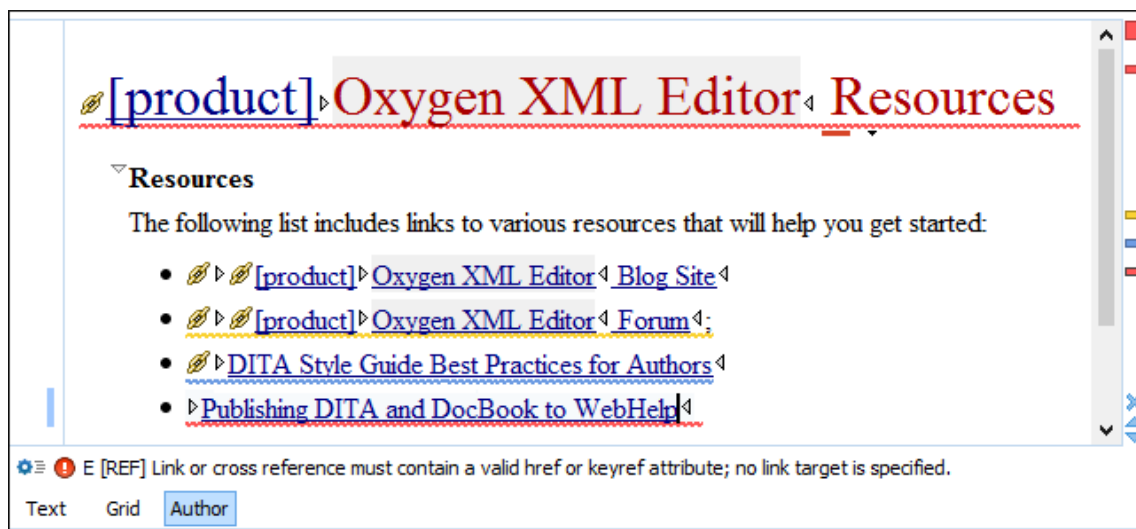 [product] Oxygen XML Editor Resources
Resources
The following list includes links to various resources that will help you get started:
• [product] Oxygen XML Editor Blog Site
• [product] Oxygen XML Editor Forum;
• DITA Style Guide Best Practices for Authors
• Publishing DITA and DocBook to WebHelp
E [REF] Link or cross reference must contain a valid href or keyref attribute; no link target is specified.
Text Grid Author